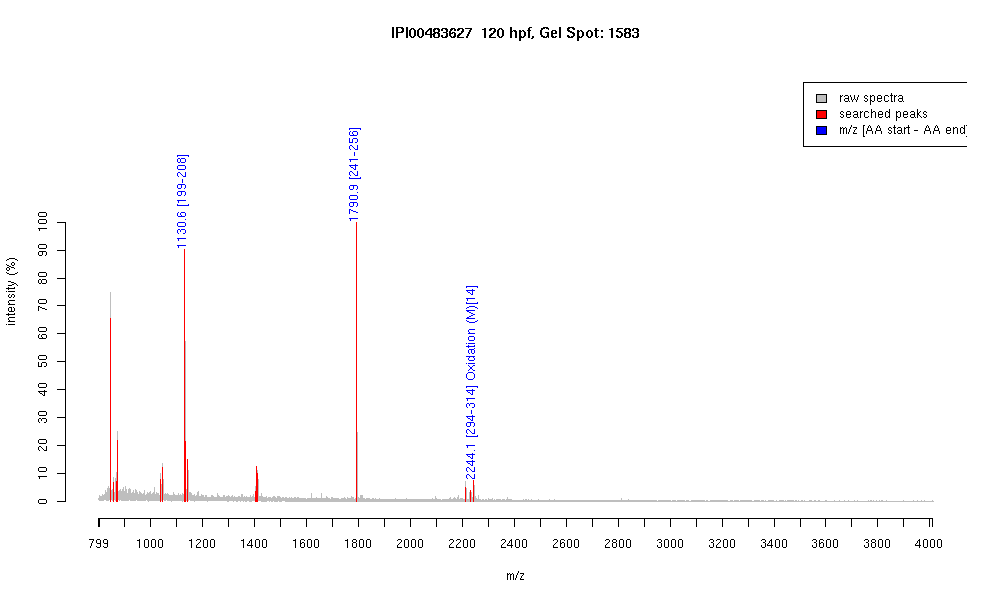 IPI00483627  120 hpf, Gel Spot: 1583
raw spectra
searched peaks
m/z [AA start - AA end]
1130.6 [199-208]
1790.9 [241-256]
2244.1 [294-314] Oxidation (M)[14]
intensity (%)
100
90
80
70
60
50
40
30
20
10
0
799 1000 1200 1400 1600 1800 2000 2200 2400 2600 2800 3000 3200 3400 3600 3800 4000
m/z